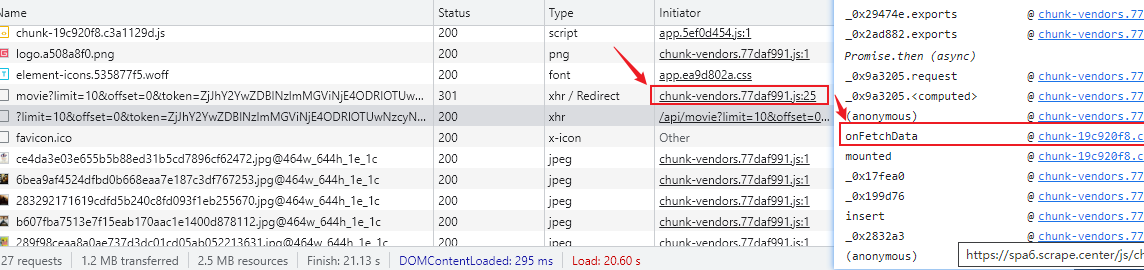 Name Status Type Initiator
chunk-19c920f8.c3a1129d.js 200 script app.5ef0d454.js:1
logo.a508a8f0.png 200 png chunk-vendors.77daf991.js:1
element-icons.535877f5.woff 200 font app.ea9d802a.css
movie?limit=10&offset=0&token=ZjJhY2YwZDBlNzlmMGViNjE4ODRlOTUw... 301 xhr / Redirect chunk-vendors.77daf991.js:25
?limit=10&offset=0&token=ZjJhY2YwZDBlNzlmMGViNjE4ODRlOTUwNzcyN... 200 xhr /api/movie?limit=10&offset=0...
favicon.ico 200 x-icon Other
ce4da3e03e655b5b88ed31b5cd7896cf62472.jpg@464w_644h_1e_1c 200 jpeg chunk-vendors.77daf991.js:1
6bea9af4524dfbd0b668eaa7e187c3df767253.jpg@464w_644h_1e_1c 200 jpeg chunk-vendors.77daf991.js:1
283292171619cdfd5b240c8fd093f1eb255670.jpg@464w_644h_1e_1c 200 jpeg chunk-vendors.77daf991.js:1
b607fba7513e7f15eab170aac1e1400d878112.jpg@464w_644h_1e_1c 200 jpeg chunk-vendors.77daf991.js:1
289f98ceaa8a0ae737d3dc01cd05ab052213631.jpg@464w_644h_1e_1c 200 jpeg chunk-vendors.77daf991.js:1
27 requests 1.2 MB transferred 2.5 MB resources Finish: 21.13 s DOMContentLoaded: 295 ms Load: 20.60 s
_0x29474e.exports @ chunk-vendors.77
_0x2ad882.exports @ chunk-vendors.77
Promise.then (async)
_0x9a3205.request @ chunk-vendors.77
_0x9a3205.<computed> @ chunk-vendors.77
(anonymous) @ chunk-vendors.77
onFetchData @ chunk-19c920f8.c
mounted @ chunk-19c920f8.c
_0x17fea0 @ chunk-vendors.77
_0x199d76 @ chunk-vendors.77
insert @ chunk-vendors.77
_0x2832a3 @ chunk-vendors.77
(anonymous)
https://spa6.scrape.center/js/ch